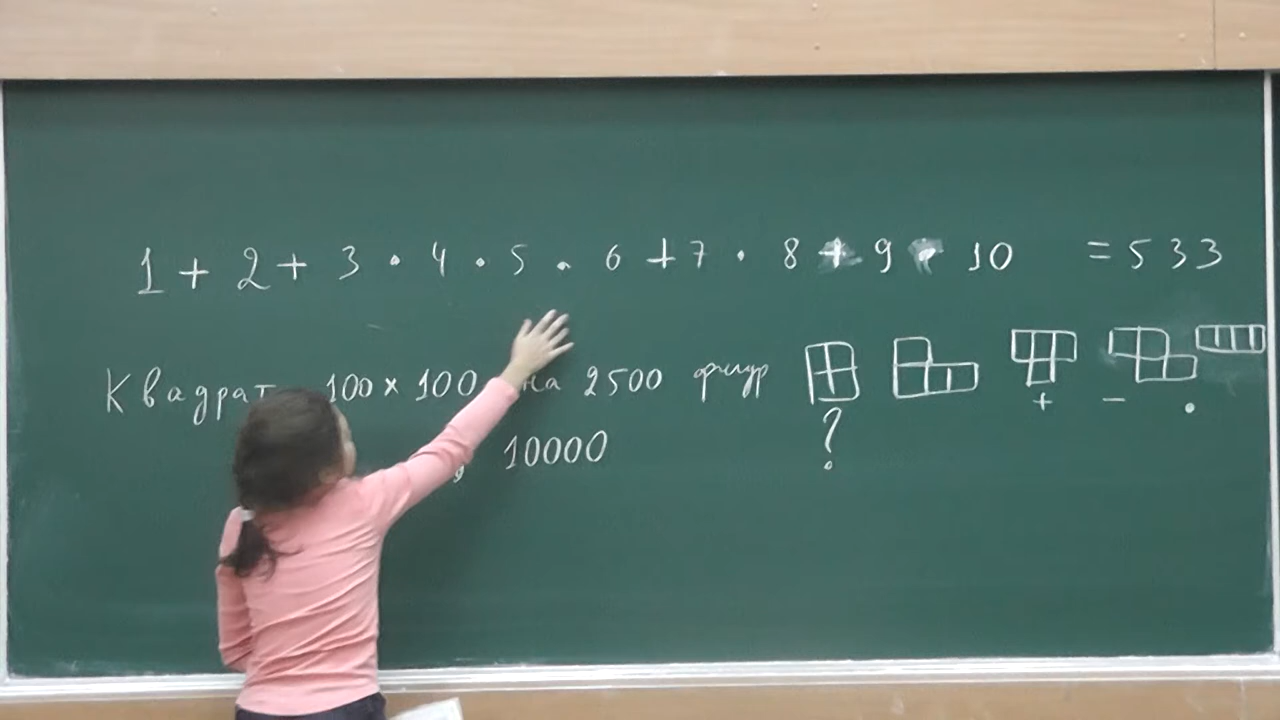 1 + 2 + 3 · 4 · 5 · 6 + 7 · 8 + 9 · 10 = 533
Квадрат 100 × 100 на 2500 фигур
+ - ·
, 10000 ?